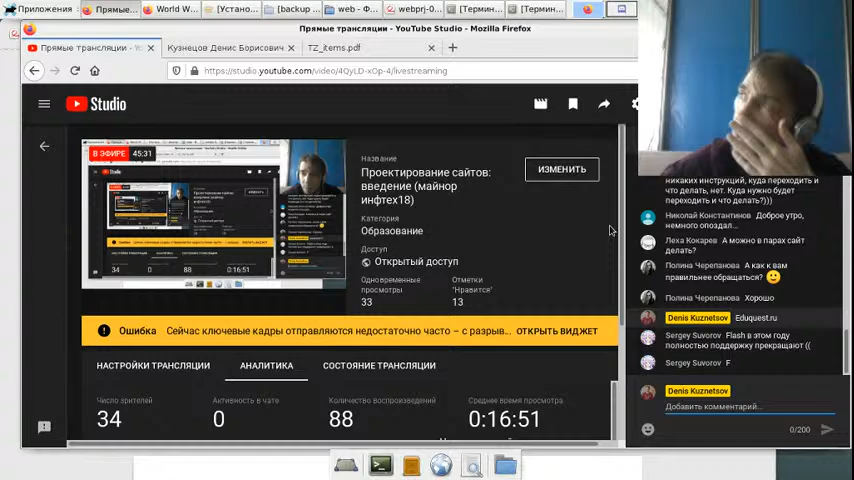 Приложения
Прямые...
World W...
[Устано...
[backup ...
web - Ф...
webprj-0...
[Термин...
[Термин...
Прямые трансляции - YouTube Studio - Mozilla Firefox
Прямые трансляции - You
Кузнецов Денис Борисович
TZ_items.pdf
https://studio.youtube.com/video/4QyLD-xOp-4/livestreaming
Studio
В ЭФИРЕ 45:31
Название
Проектирование сайтов:
введение (майнор
инфтех18)
ИЗМЕНИТЬ
Категория
Образование
Доступ
Открытый доступ
Одновременные
просмотры
33
Отметки
"Нравится"
13
Ошибка Сейчас ключевые кадры отправляются недостаточно часто – с разрыв... ОТКРЫТЬ ВИДЖЕТ
НАСТРОЙКИ ТРАНСЛЯЦИИ АНАЛИТИКА СОСТОЯНИЕ ТРАНСЛЯЦИИ
Число зрителей
34
Активность в чате
0
Количество воспроизведений
88
Среднее время просмотра
0:16:51
никаких инструкций, куда переходить и
что делать, нет. Куда нужно будет
переходить и что делать?)))
Николай Константинов Доброе утро,
немного опоздал...
Леха Кокарев А можно в парах сайт
делать?
Полина Черепанова А как к вам
правильнее обращаться?
Полина Черепанова Хорошо
Denis Kuznetsov Eduquest.ru
Sergey Suvorov Flash в этом году
полностью поддержку прекращают ((
Sergey Suvorov F
Denis Kuznetsov
Добавить комментарий...
0/200